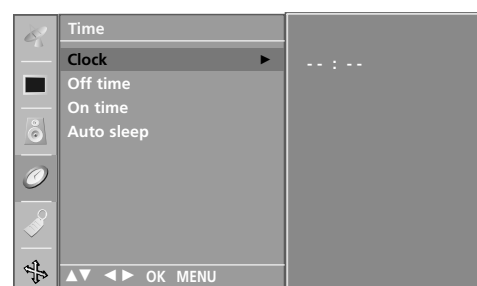 Time
Clock ►
- - : - -
Off time
On time
Auto sleep
▲▼ ◄► OK MENU